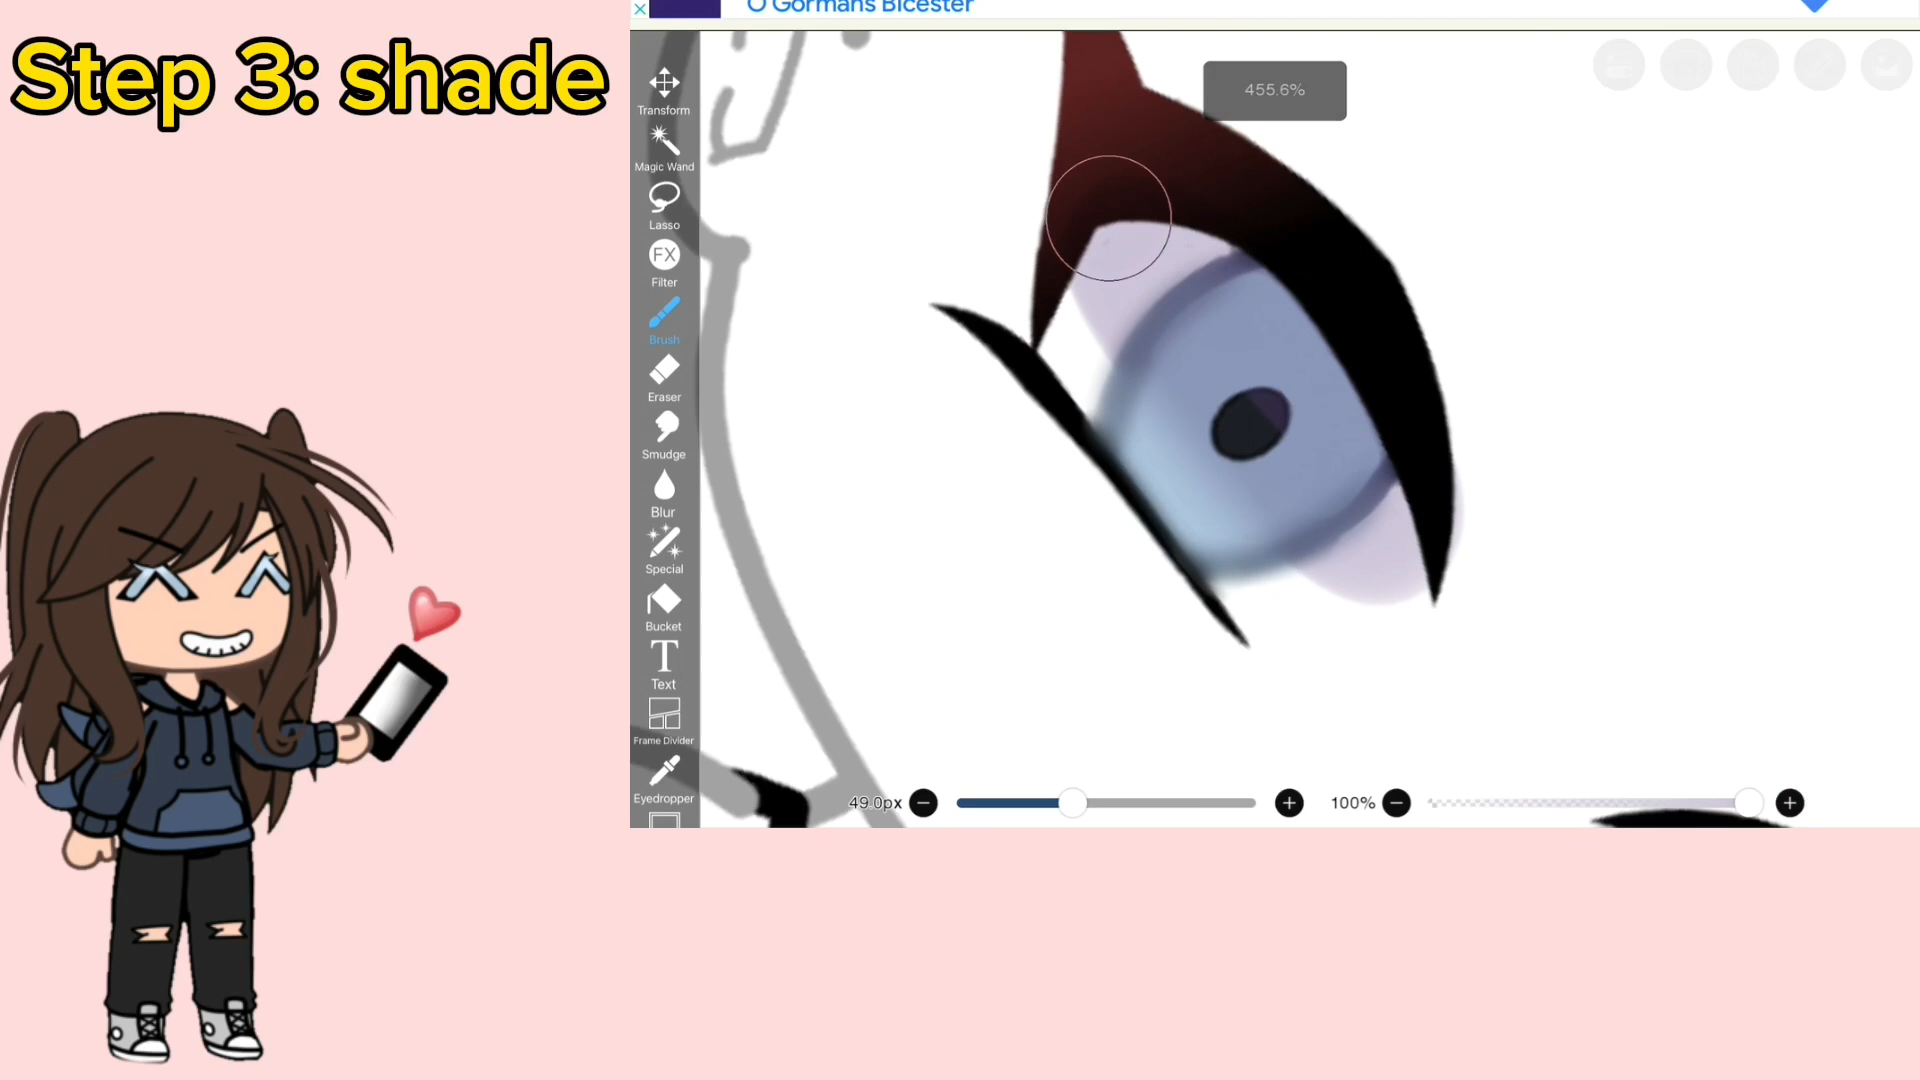 Step 3: shade
O'Gormans Bicester
455.6%
Transform
Magic Wand
Lasso
FX
Filter
Brush
Eraser
Smudge
Blur
Special
Bucket
T
Text
Frame Divider
Eyedropper
49.0px
100%